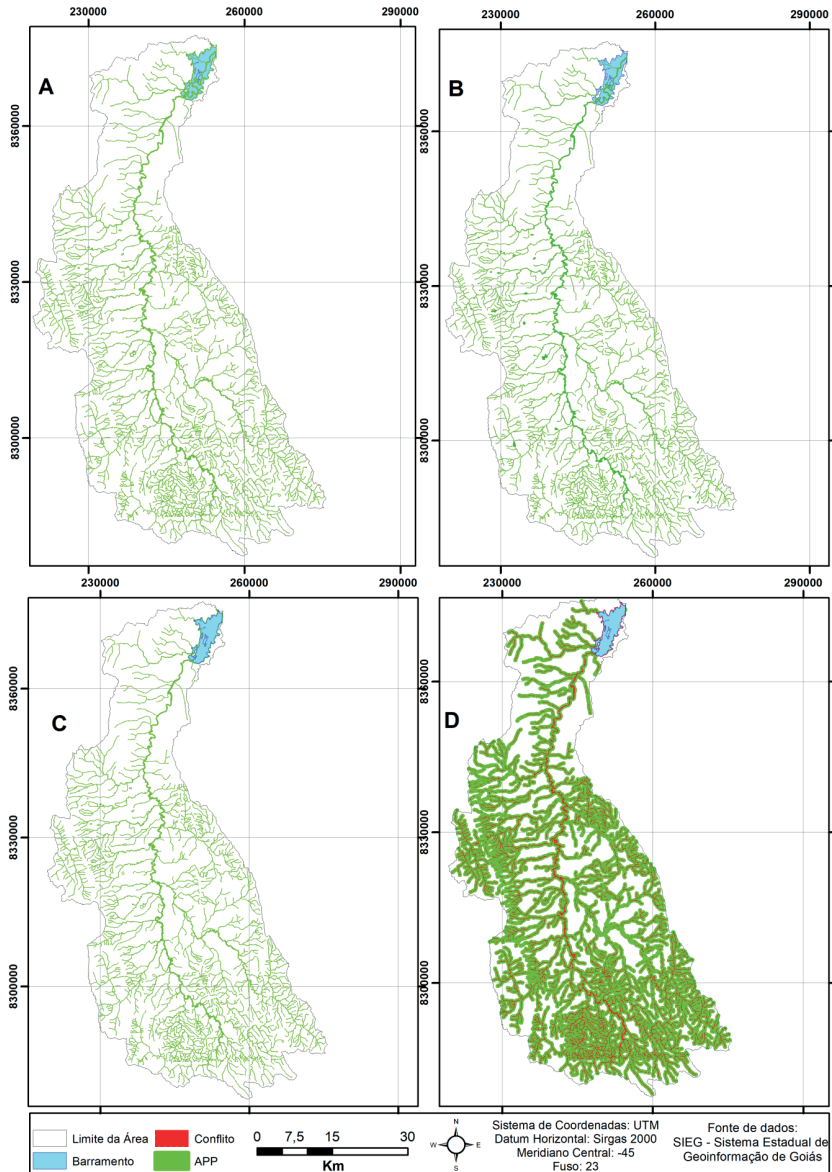 230000 260000 290000
230000 260000 290000
A
B
8360000
8360000
8330000
8330000
8300000
8300000
230000 260000 290000
230000 260000 290000
C
D
8360000
8360000
8330000
8330000
8300000
8300000
Limite da Área
Conflito
Barramento
APP
0 7,5 15 30
Km
N
W E
S
Sistema de Coordenadas: UTM
Datum Horizontal: Sirgas 2000
Meridiano Central: -45
Fuso: 23
Fonte de dados:
SIEG - Sistema Estadual de
Geoinformação de Goiás